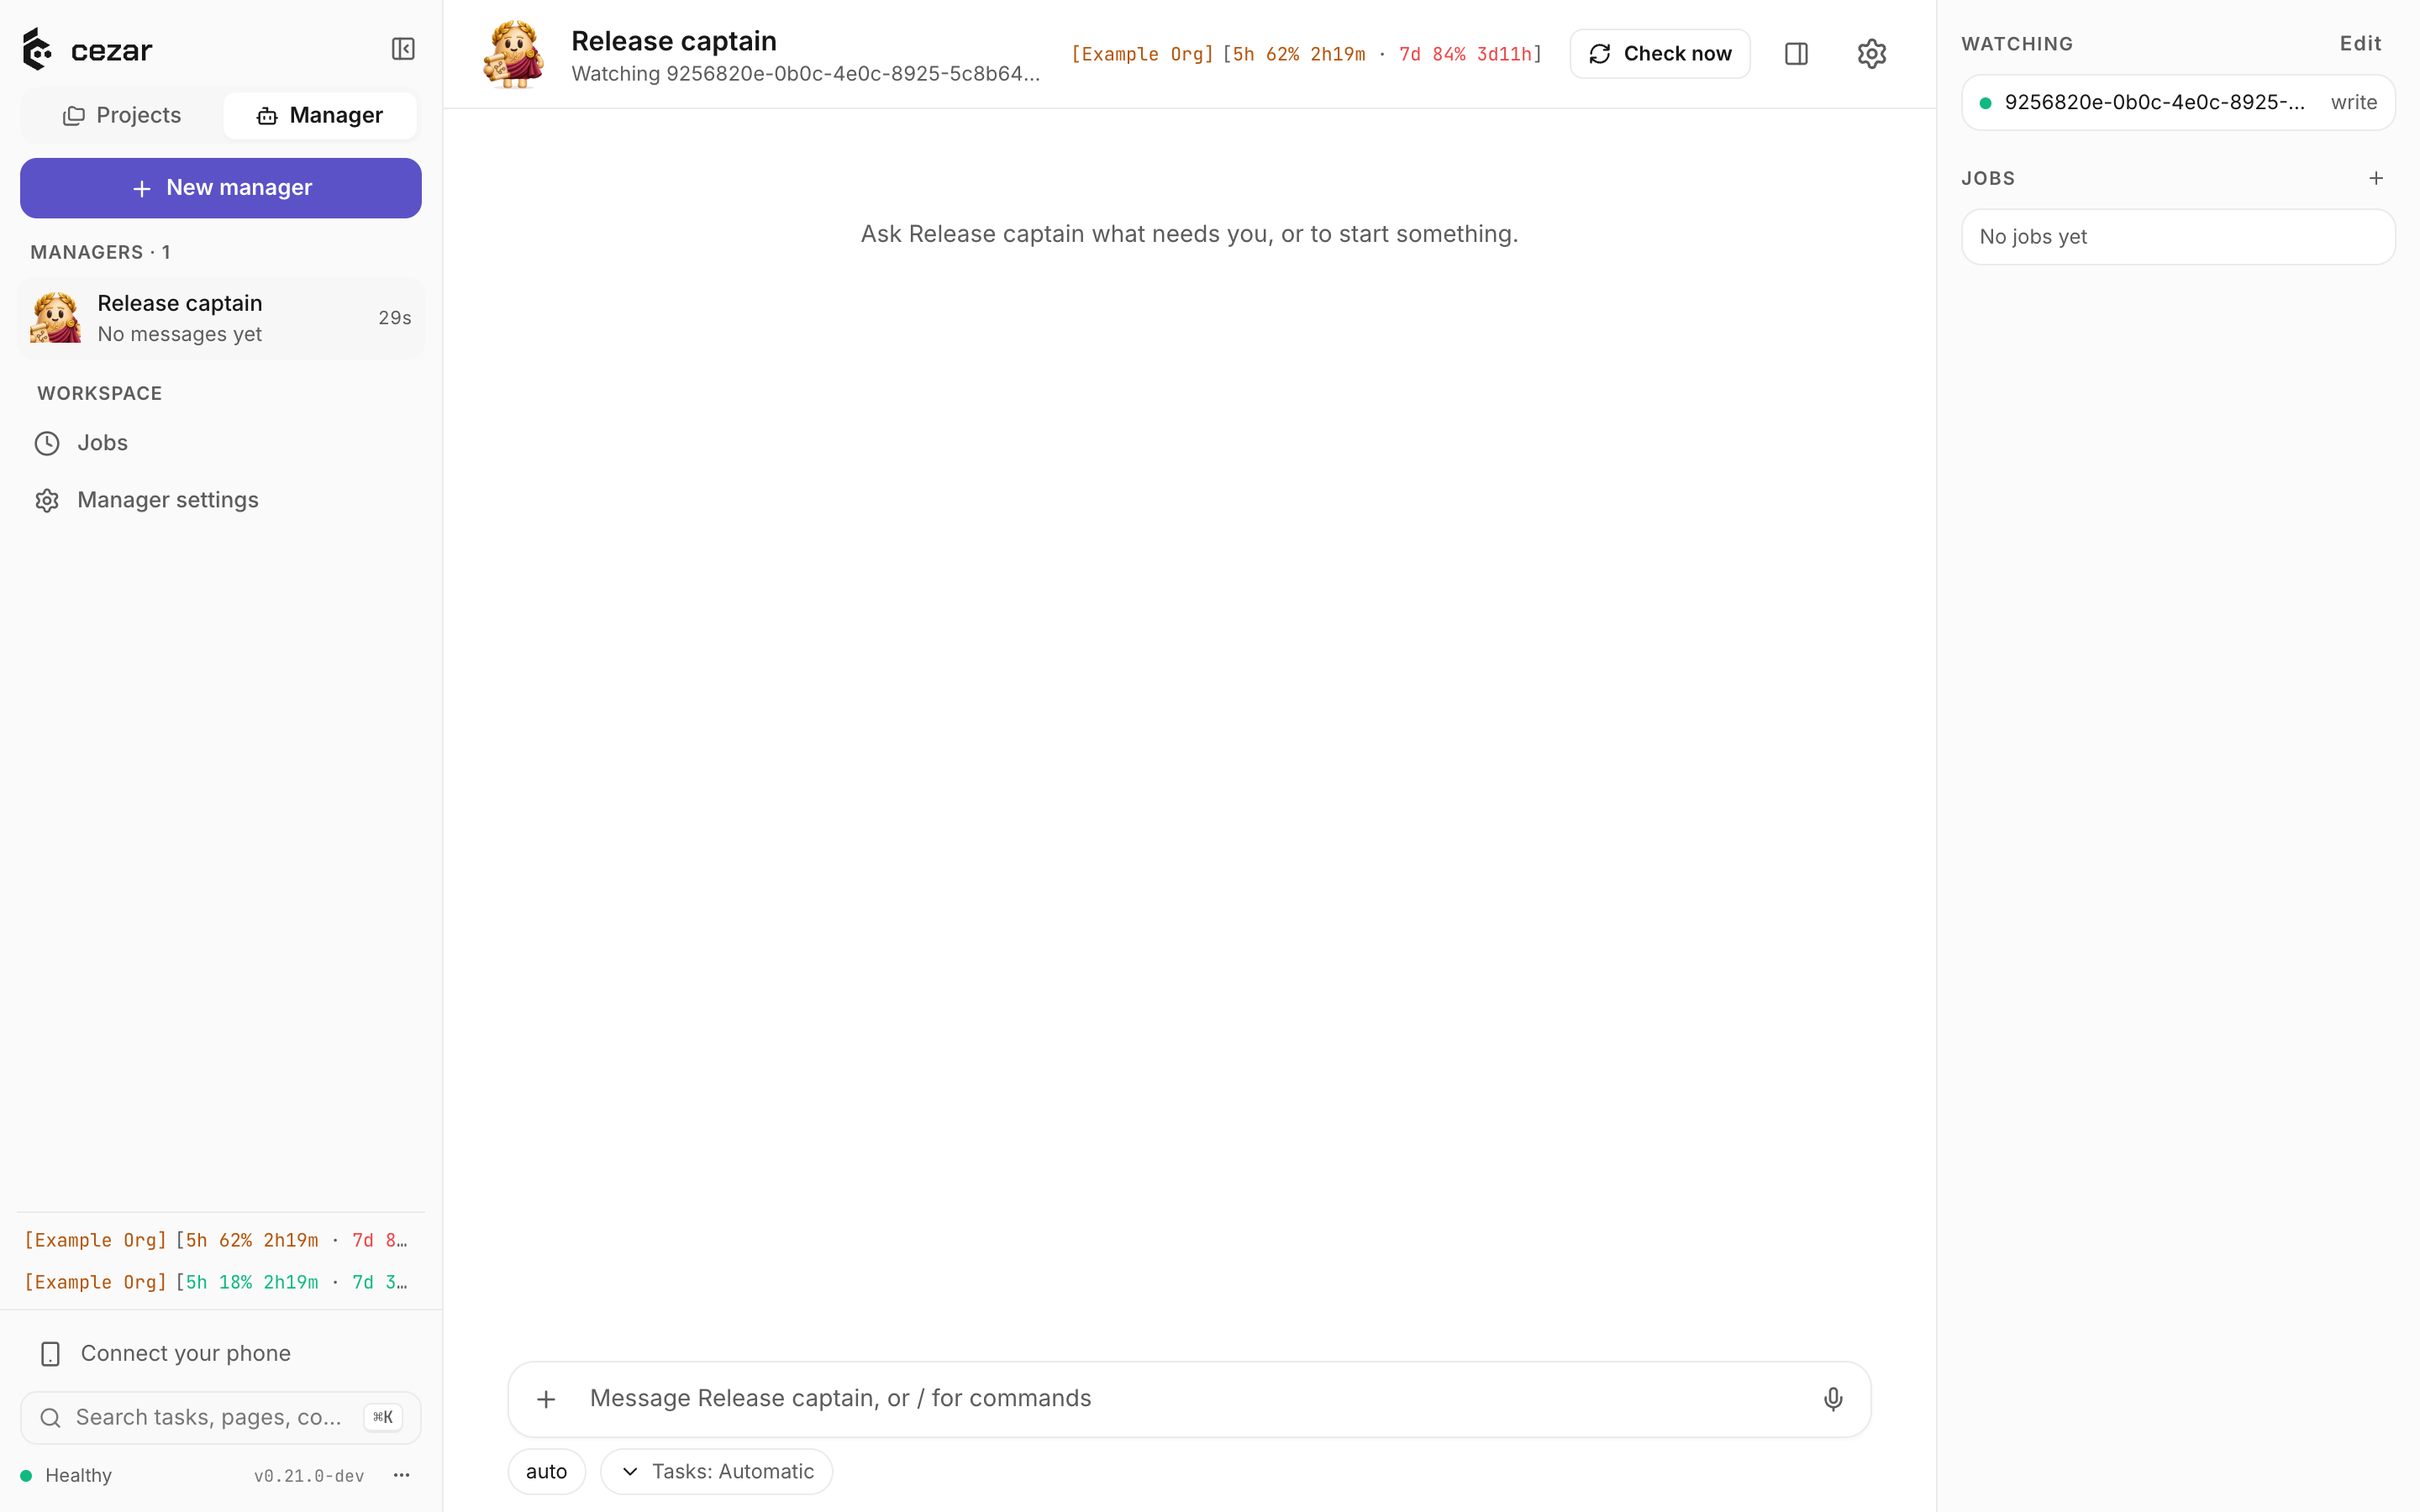 cezar
Projects
Manager
New manager
MANAGERS · 1
Release captain
No messages yet
29s
WORKSPACE
Jobs
Manager settings
[Example Org] [5h 62% 2h19m · 7d 8…
[Example Org] [5h 18% 2h19m · 7d 3…
Connect your phone
Search tasks, pages, co... ⌘K
Healthy v0.21.0-dev
Release captain
Watching 9256820e-0b0c-4e0c-8925-5c8b64...
[Example Org] [5h 62% 2h19m · 7d 84% 3d11h]
Check now
Ask Release captain what needs you, or to start something.
Message Release captain, or / for commands
auto
Tasks: Automatic
WATCHING Edit
9256820e-0b0c-4e0c-8925-... write
JOBS
No jobs yet